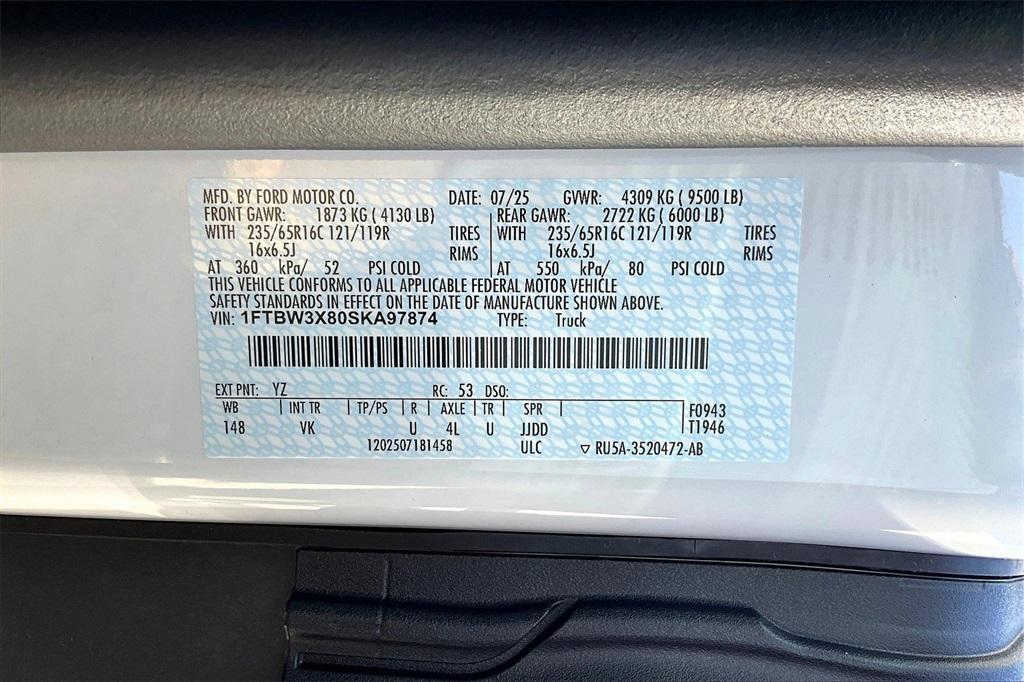 MFD. BY FORD MOTOR CO. DATE: 07/25 GVWR: 4309 KG ( 9500 LB)
FRONT GAWR: 1873 KG ( 4130 LB) REAR GAWR: 2722 KG ( 6000 LB)
WITH 235/65R16C 121/119R TIRES WITH 235/65R16C 121/119R TIRES
16x6.5J RIMS 16x6.5J RIMS
AT 360 kPa/ 52 PSI COLD AT 550 kPa/ 80 PSI COLD
THIS VEHICLE CONFORMS TO ALL APPLICABLE FEDERAL MOTOR VEHICLE
SAFETY STANDARDS IN EFFECT ON THE DATE OF MANUFACTURE SHOWN ABOVE.
VIN: 1FTBW3X80SKA97874 TYPE: Truck
EXT PNT: YZ RC: 53 DSO:
WB INT TR TP/PS R AXLE TR SPR F0943
148 VK U 4L U JJDD T1946
1202507181458 ULC ▽ RU5A-3520472-AB